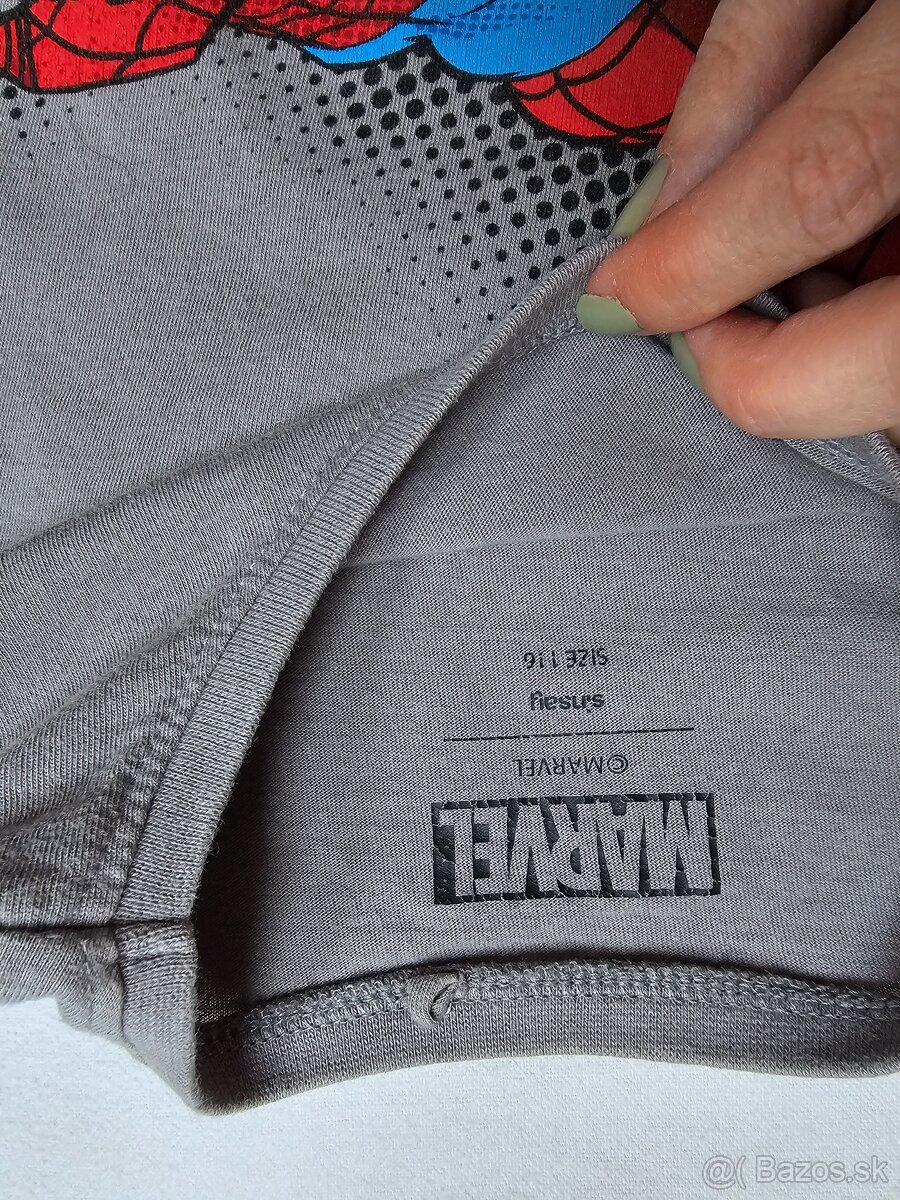 MARVEL
©MARVEL
sinsay
SIZE 116
@( Bazos.sk